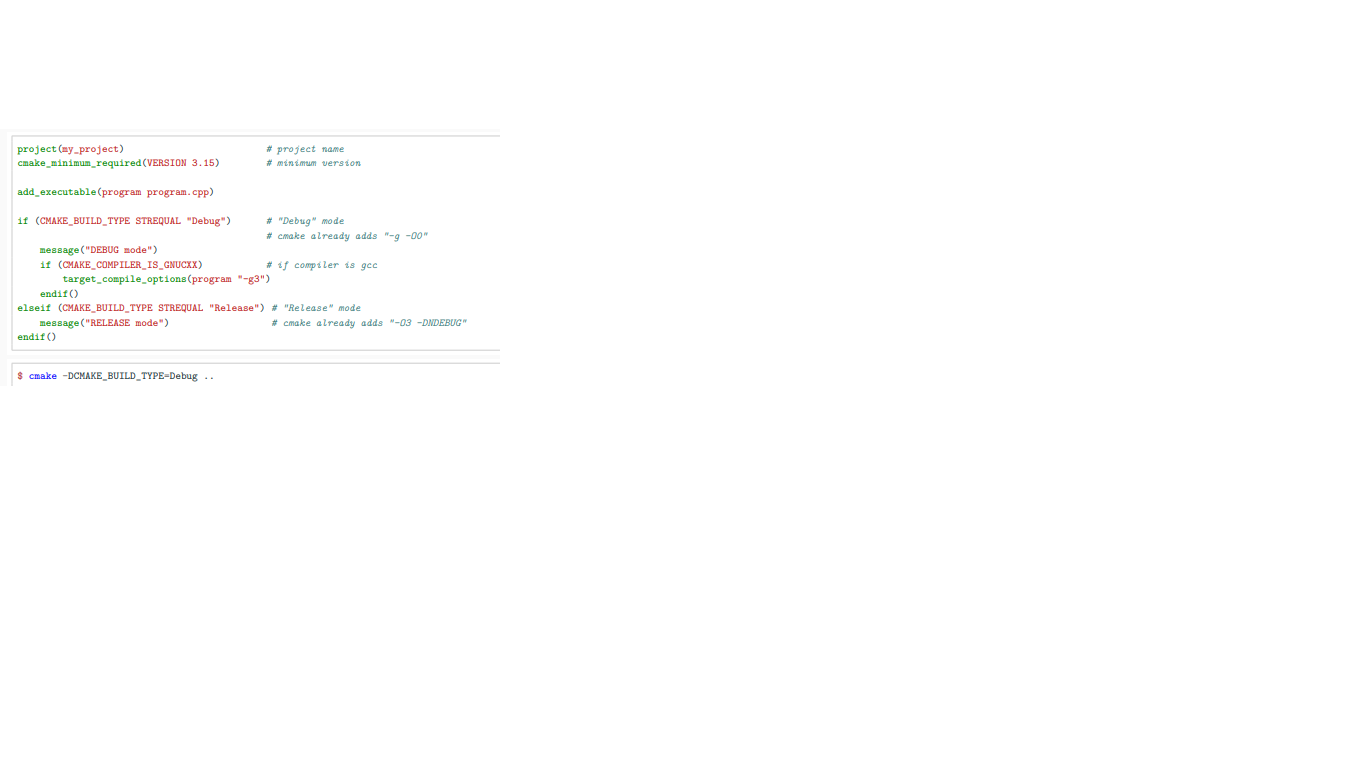 project(my_project) # project name
cmake_minimum_required(VERSION 3.15) # minimum version
add_executable(program program.cpp)
if (CMAKE_BUILD_TYPE STREQUAL "Debug") # "Debug" mode
# cmake already adds "-g -O0"
message("DEBUG mode")
if (CMAKE_COMPILER_IS_GNUCXX) # if compiler is gcc
target_compile_options(program "-g3")
endif()
elseif (CMAKE_BUILD_TYPE STREQUAL "Release") # "Release" mode
message("RELEASE mode") # cmake already adds "-O3 -DNDEBUG"
endif()
$ cmake -DCMAKE_BUILD_TYPE=Debug ..